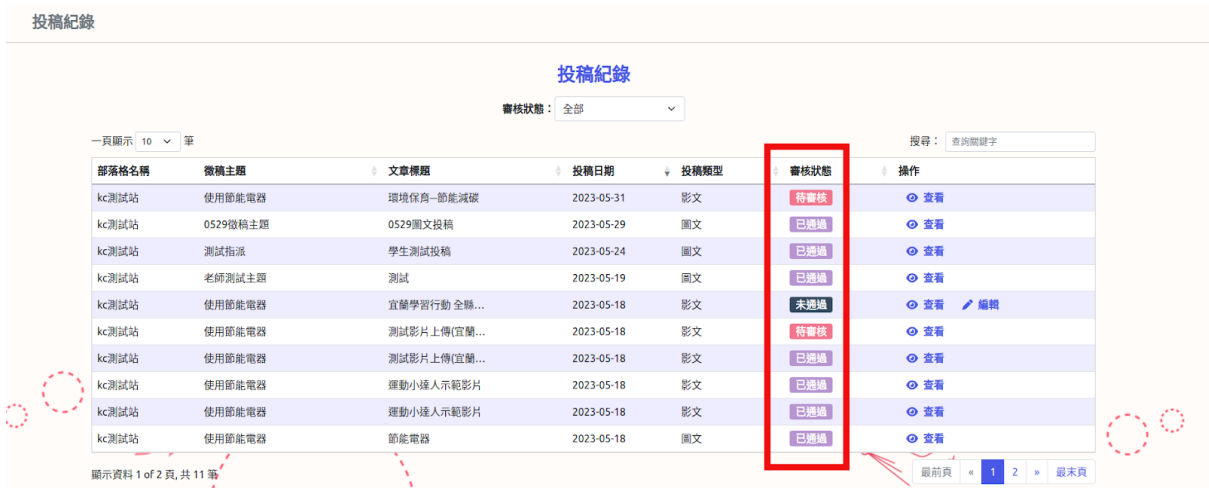 投稿紀錄
投稿紀錄
審核狀態： 全部
一頁顯示 10 筆 搜尋： 查詢關鍵字
部落格名稱 徵稿主題 文章標題 投稿日期 投稿類型 審核狀態 操作
kc測試站 使用節能電器 環境保育--節能減碳 2023-05-31 影文 待審核 查看
kc測試站 0529徵稿主題 0529圖文投稿 2023-05-29 圖文 已通過 查看
kc測試站 測試指派 學生測試投稿 2023-05-24 圖文 已通過 查看
kc測試站 老師測試主題 測試 2023-05-19 圖文 已通過 查看
kc測試站 使用節能電器 宜蘭學習行動 全縣... 2023-05-18 影文 未通過 查看 編輯
kc測試站 使用節能電器 測試影片上傳(宜蘭... 2023-05-18 影文 待審核 查看
kc測試站 使用節能電器 測試影片上傳(宜蘭... 2023-05-18 影文 已通過 查看
kc測試站 使用節能電器 運動小達人示範影片 2023-05-18 影文 已通過 查看
kc測試站 使用節能電器 運動小達人示範影片 2023-05-18 影文 已通過 查看
kc測試站 使用節能電器 節能電器 2023-05-18 圖文 已通過 查看
顯示資料 1 of 2 頁, 共 11 筆 最前頁 « 1 2 » 最末頁